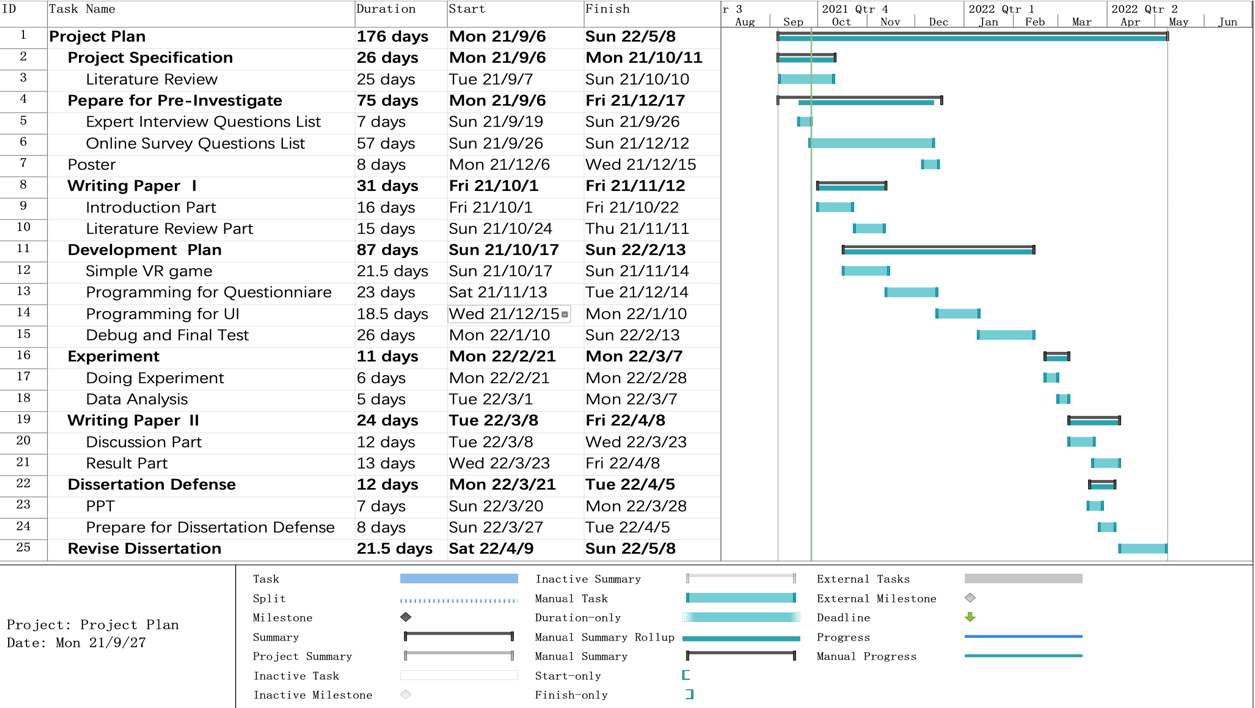 ID Task Name Duration Start Finish r 3 2021 Qtr 4 2022 Qtr 1 2022 Qtr 2
Aug Sep Oct Nov Dec Jan Feb Mar Apr May Jun
1 Project Plan 176 days Mon 21/9/6 Sun 22/5/8
2 Project Specification 26 days Mon 21/9/6 Mon 21/10/11
3 Literature Review 25 days Tue 21/9/7 Sun 21/10/10
4 Pepare for Pre-Investigate 75 days Mon 21/9/6 Fri 21/12/17
5 Expert Interview Questions List 7 days Sun 21/9/19 Sun 21/9/26
6 Online Survey Questions List 57 days Sun 21/9/26 Sun 21/12/12
7 Poster 8 days Mon 21/12/6 Wed 21/12/15
8 Writing Paper I 31 days Fri 21/10/1 Fri 21/11/12
9 Introduction Part 16 days Fri 21/10/1 Fri 21/10/22
10 Literature Review Part 15 days Sun 21/10/24 Thu 21/11/11
11 Development Plan 87 days Sun 21/10/17 Sun 22/2/13
12 Simple VR game 21.5 days Sun 21/10/17 Sun 21/11/14
13 Programming for Questionniare 23 days Sat 21/11/13 Tue 21/12/14
14 Programming for UI 18.5 days Wed 21/12/15 Mon 22/1/10
15 Debug and Final Test 26 days Mon 22/1/10 Sun 22/2/13
16 Experiment 11 days Mon 22/2/21 Mon 22/3/7
17 Doing Experiment 6 days Mon 22/2/21 Mon 22/2/28
18 Data Analysis 5 days Tue 22/3/1 Mon 22/3/7
19 Writing Paper II 24 days Tue 22/3/8 Fri 22/4/8
20 Discussion Part 12 days Tue 22/3/8 Wed 22/3/23
21 Result Part 13 days Wed 22/3/23 Fri 22/4/8
22 Dissertation Defense 12 days Mon 22/3/21 Tue 22/4/5
23 PPT 7 days Sun 22/3/20 Mon 22/3/28
24 Prepare for Dissertation Defense 8 days Sun 22/3/27 Tue 22/4/5
25 Revise Dissertation 21.5 days Sat 22/4/9 Sun 22/5/8
Project: Project Plan
Date: Mon 21/9/27
Task Inactive Summary External Tasks
Split Manual Task External Milestone
Milestone Duration-only Deadline
Summary Manual Summary Rollup Progress
Project Summary Manual Summary Manual Progress
Inactive Task Start-only
Inactive Milestone Finish-only